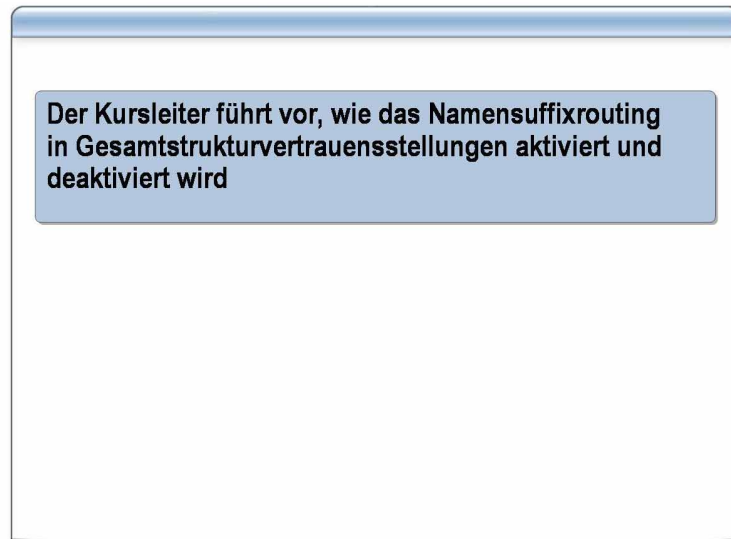 Der Kursleiter führt vor, wie das Namensuffixrouting
in Gesamtstrukturvertrauensstellungen aktiviert und
deaktiviert wird